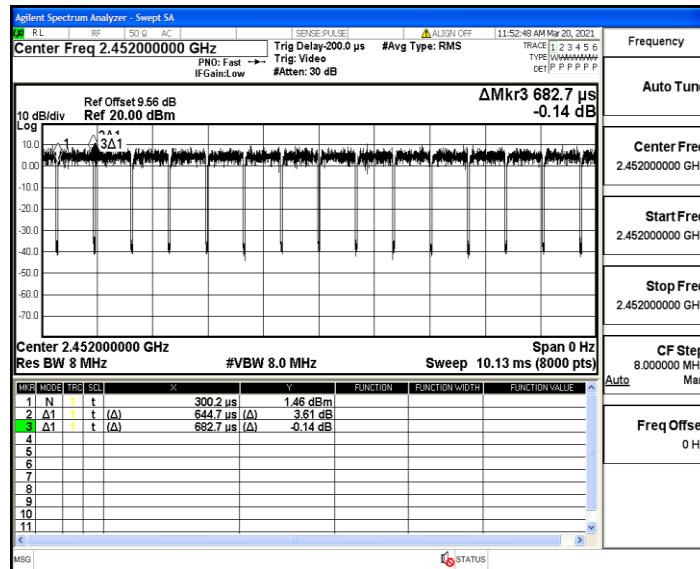 Agilent Spectrum Analyzer - Swept SA
RL RF 50 Ω AC SENSE:PULSE ALIGN OFF 11:52:48 AM Mar 20, 2021
Center Freq 2.452000000 GHz
PNO: Fast
IFGain:Low
Trig Delay-200.0 µs
Trig: Video
#Atten: 30 dB
#Avg Type: RMS
TRACE 1 2 3 4 5 6
TYPE WWWWWW
DET P P P P P P
Ref Offset 9.56 dB
10 dB/div Ref 20.00 dBm
Log
ΔMkr3 682.7 µs
-0.14 dB
10.0
0.00
-10.0
-20.0
-30.0
-40.0
-50.0
-60.0
-70.0
1
3Δ1
Center 2.452000000 GHz Span 0 Hz
Res BW 8 MHz #VBW 8.0 MHz Sweep 10.13 ms (8000 pts)
MKR MODE TRC SCL X Y FUNCTION FUNCTION WIDTH FUNCTION VALUE
1 N 1 t 300.2 µs 1.46 dBm
2 Δ1 1 t (Δ) 644.7 µs (Δ) 3.61 dB
3 Δ1 1 t (Δ) 682.7 µs (Δ) -0.14 dB
4
5
6
7
8
9
10
11
MSG STATUS
Frequency
Auto Tun
Center Fre
2.452000000 GH
Start Fre
2.452000000 GH
Stop Fre
2.452000000 GH
CF Step
8.000000 MH
Auto Ma
Freq Offse
0 H